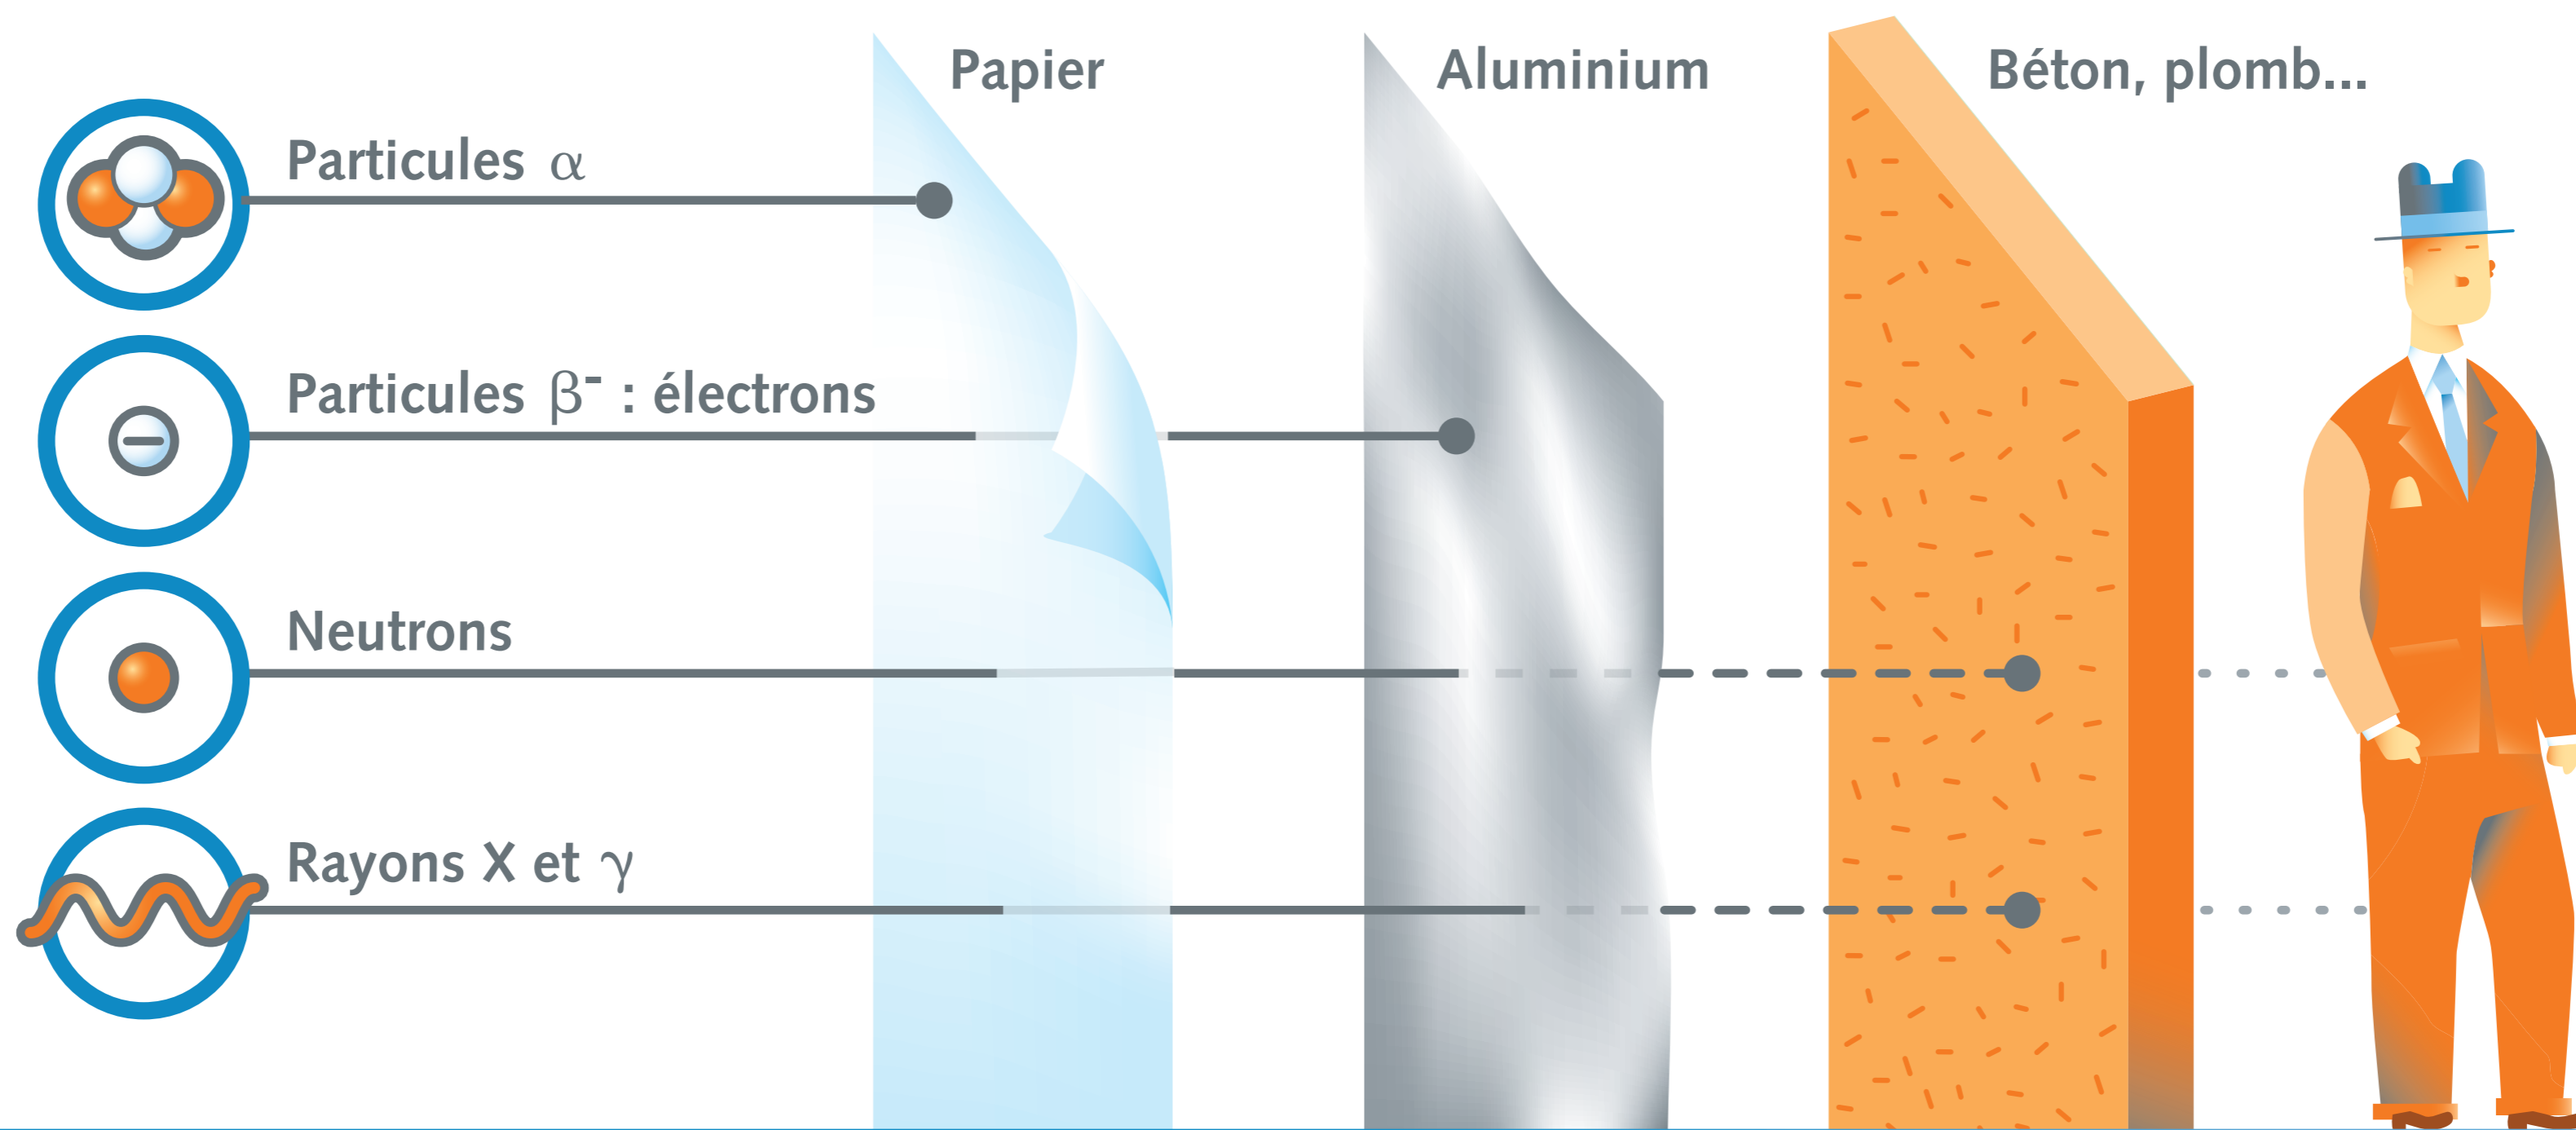 Papier
Aluminium
Béton, plomb...
Particules α
Particules β⁻ : électrons
Neutrons
Rayons X et γ